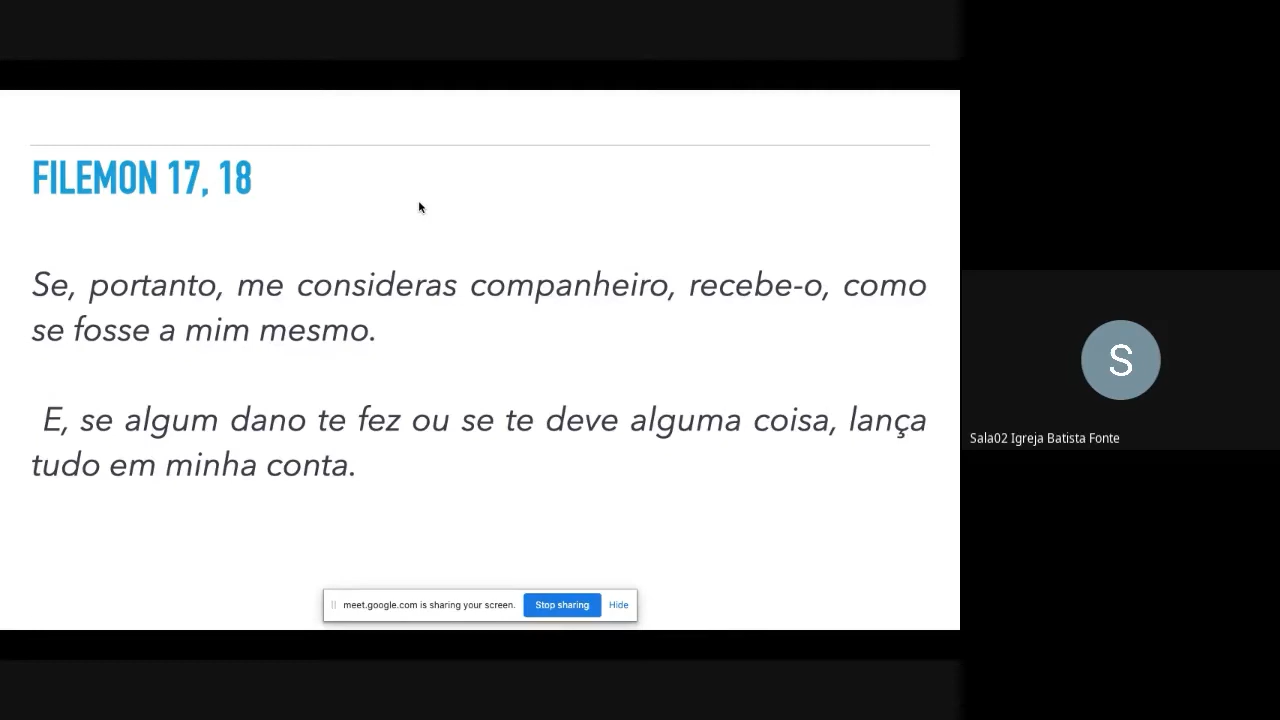 FILEMON 17, 18
Se, portanto, me consideras companheiro, recebe-o, como
se fosse a mim mesmo.
E, se algum dano te fez ou se te deve alguma coisa, lança
tudo em minha conta.
S
Sala02 Igreja Batista Fonte
meet.google.com is sharing your screen. Stop sharing Hide